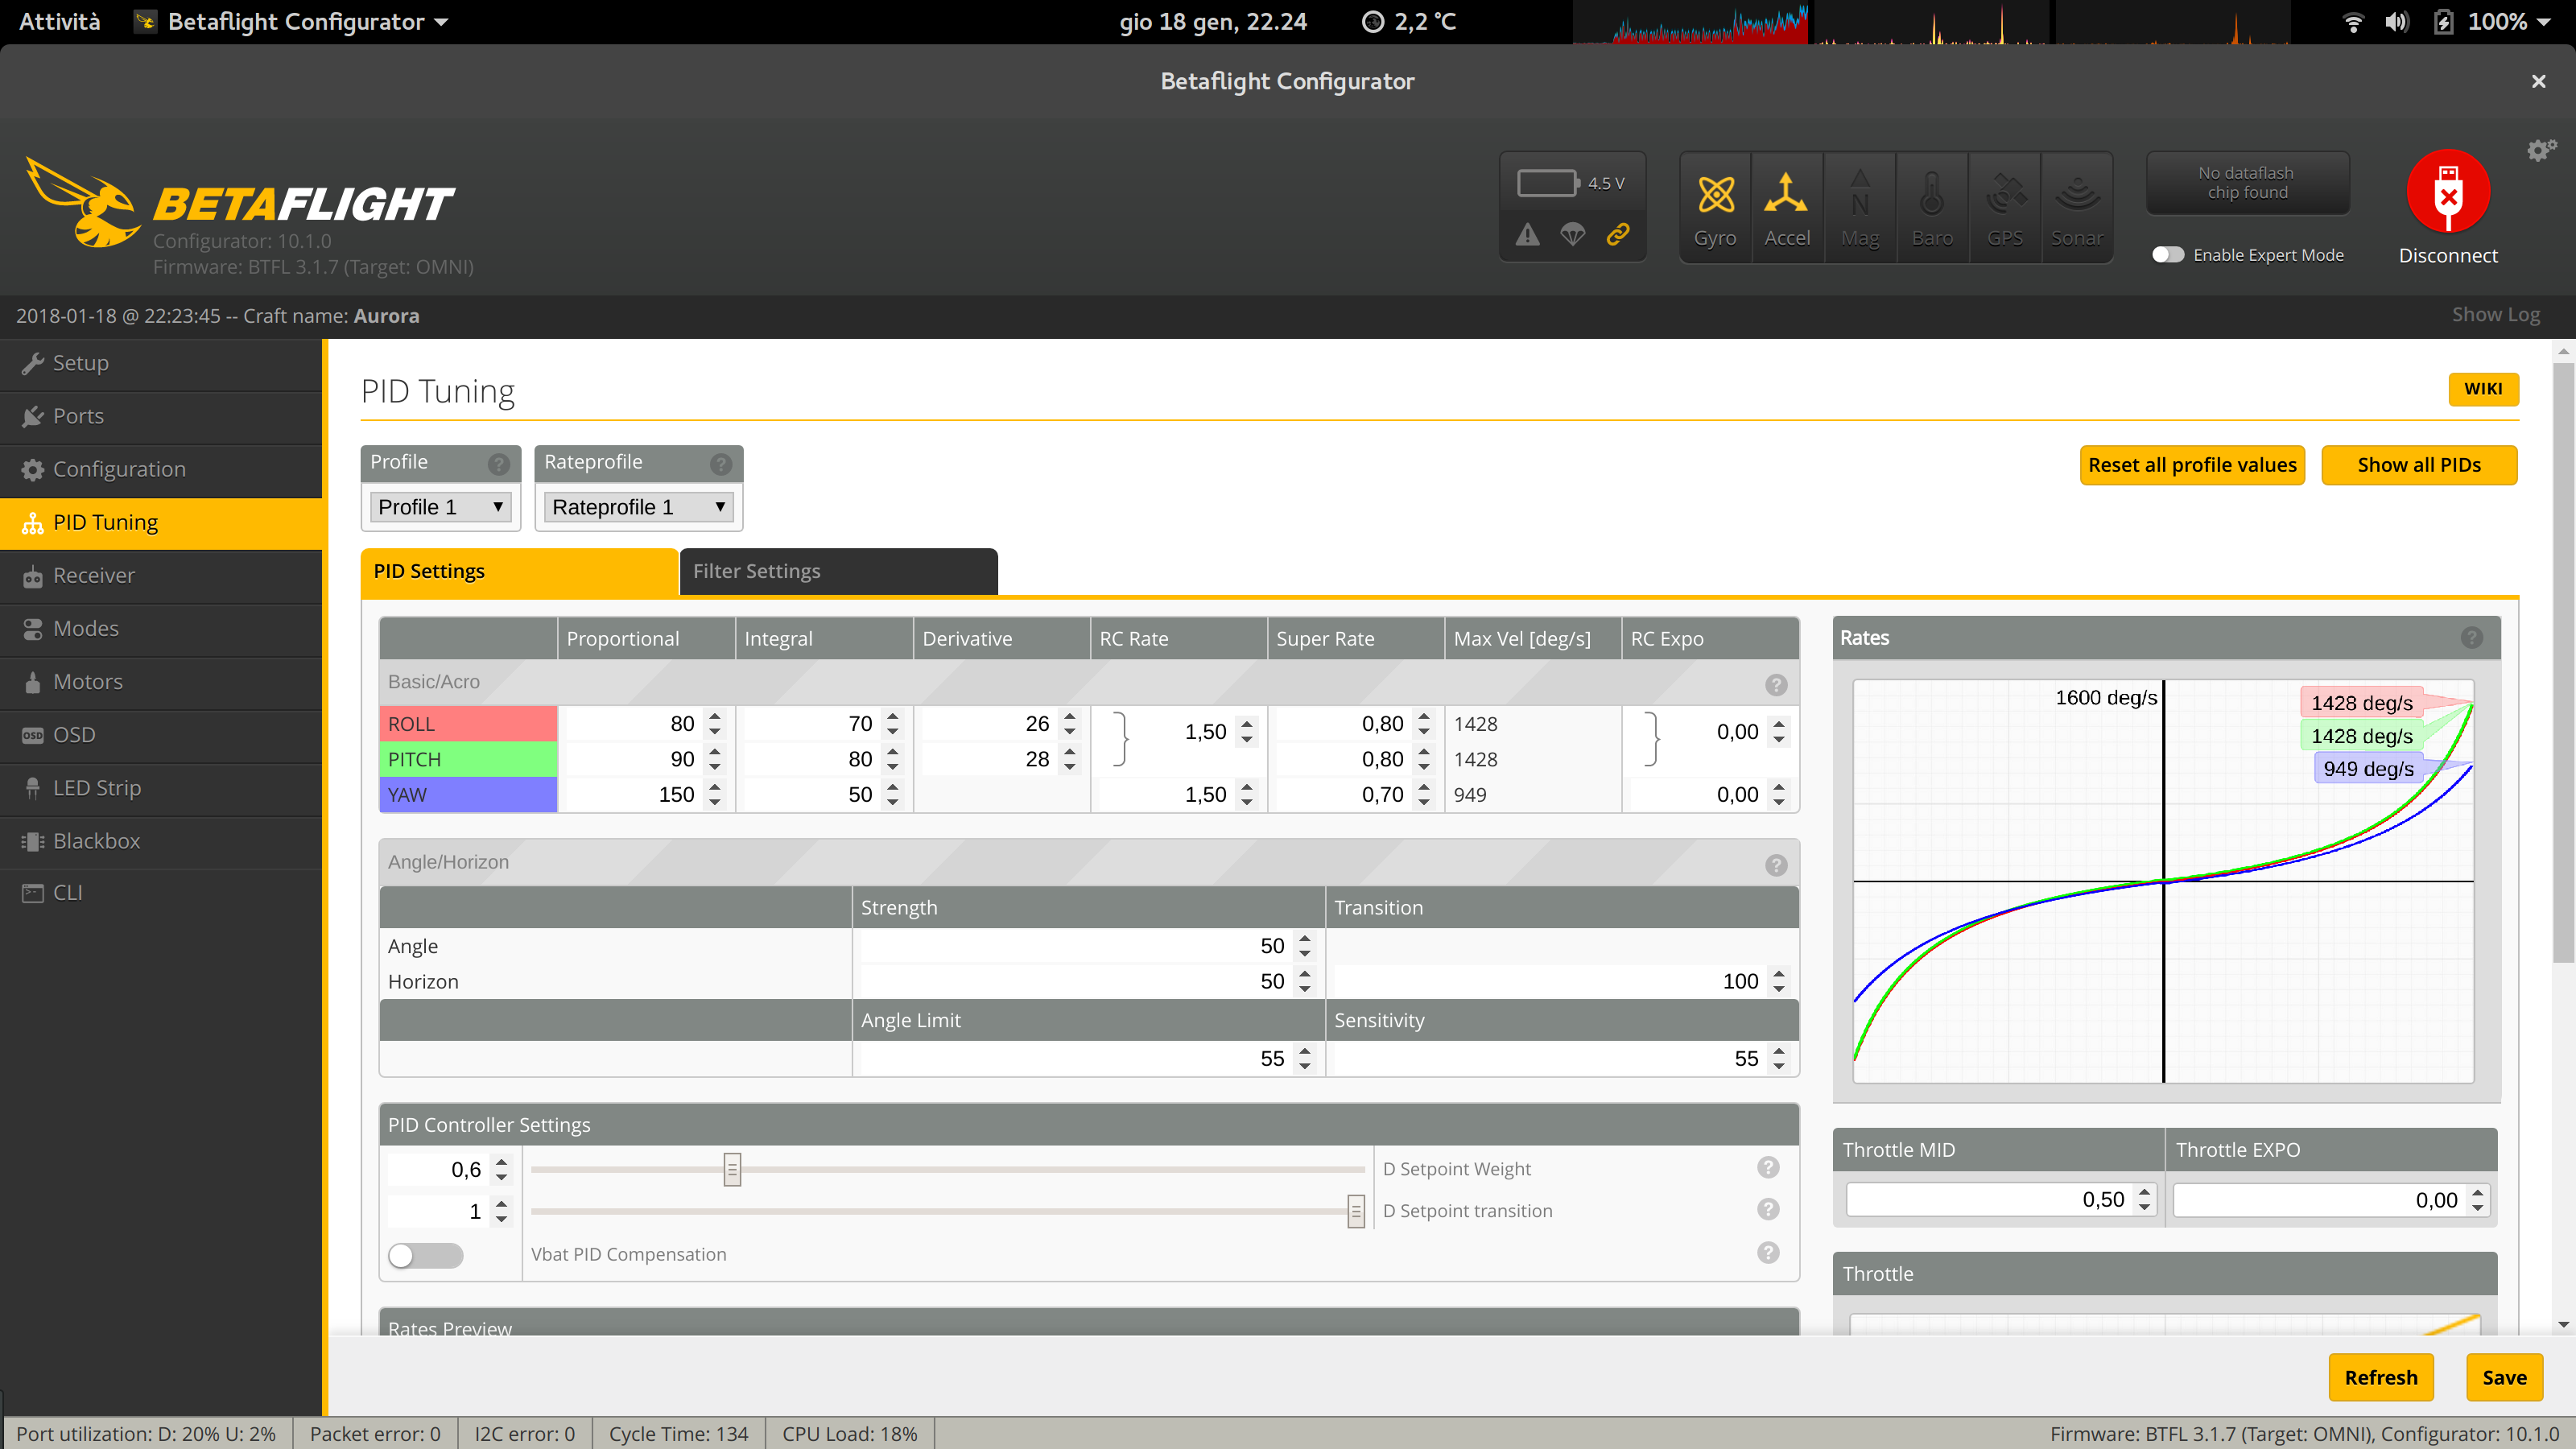 Attività Betaflight Configurator gio 18 gen, 22.24 2,2 °C 100%
Betaflight Configurator
BETAFLIGHT
Configurator: 10.1.0
Firmware: BTFL 3.1.7 (Target: OMNI)
4.5 V
Gyro Accel Mag Baro GPS Sonar
No dataflash
chip found
Enable Expert Mode
Disconnect
2018-01-18 @ 22:23:45 -- Craft name: Aurora
Show Log
Setup
Ports
Configuration
PID Tuning
Receiver
Modes
Motors
OSD OSD
LED Strip
Blackbox
CLI
PID Tuning
WIKI
Profile ? Rateprofile ?
Profile 1 Rateprofile 1
Reset all profile values Show all PIDs
PID Settings Filter Settings
Proportional Integral Derivative RC Rate Super Rate Max Vel [deg/s] RC Expo
Basic/Acro ?
ROLL 80 70 26 1,50 0,80 1428 0,00
PITCH 90 80 28 0,80 1428
YAW 150 50 1,50 0,70 949 0,00
Angle/Horizon ?
Strength Transition
Angle 50
Horizon 50 100
Angle Limit Sensitivity
55 55
PID Controller Settings
0,6 D Setpoint Weight ?
1 D Setpoint transition ?
Vbat PID Compensation ?
Rates Preview
Rates ?
1600 deg/s
1428 deg/s
1428 deg/s
949 deg/s
Throttle MID Throttle EXPO
0,50 0,00
Throttle
Refresh Save
Port utilization: D: 20% U: 2% Packet error: 0 I2C error: 0 Cycle Time: 134 CPU Load: 18% Firmware: BTFL 3.1.7 (Target: OMNI), Configurator: 10.1.0